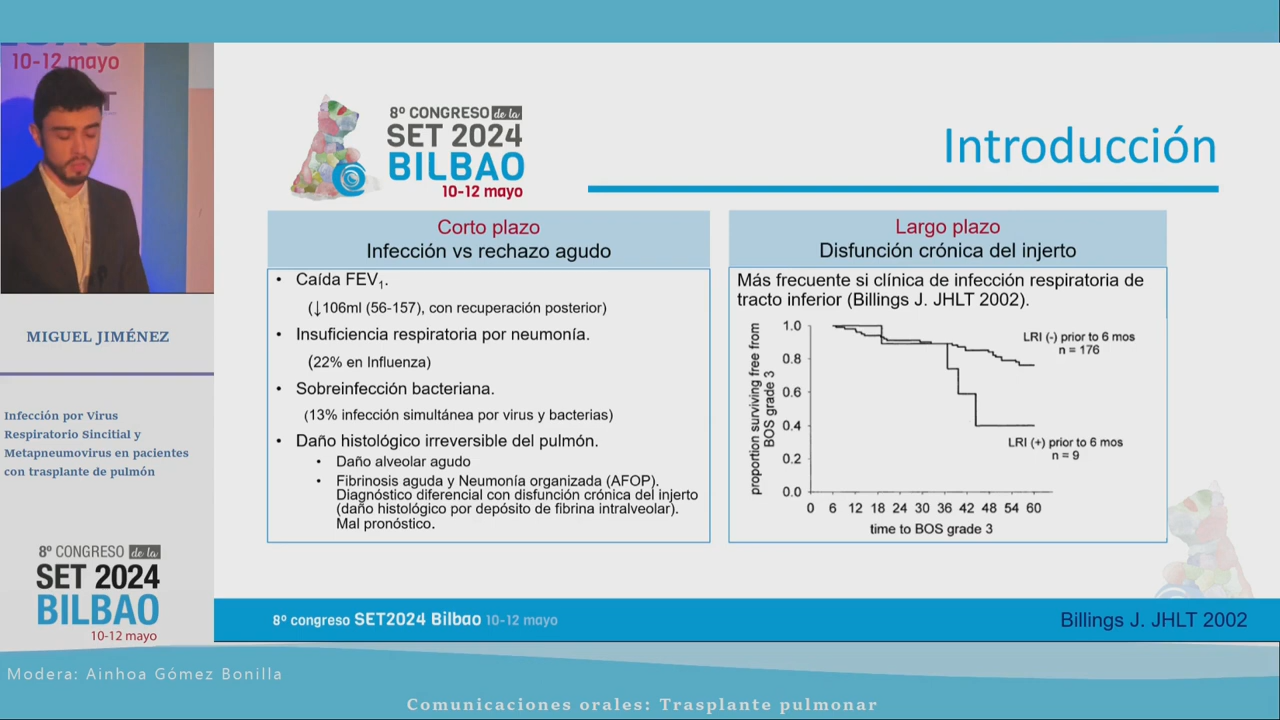 10-12 mayo
MIGUEL JIMÉNEZ
Infección por Virus
Respiratorio Sincitial y
Metapneumovirus en pacientes
con trasplante de pulmón
8º CONGRESO de la
SET 2024
BILBAO
10-12 mayo
8º CONGRESO de la
SET 2024
BILBAO
10-12 mayo
Introducción
Corto plazo
Infección vs rechazo agudo
• Caída FEV1.
(↓106ml (56-157), con recuperación posterior)
• Insuficiencia respiratoria por neumonía.
(22% en Influenza)
• Sobreinfección bacteriana.
(13% infección simultánea por virus y bacterias)
• Daño histológico irreversible del pulmón.
• Daño alveolar agudo
• Fibrinosis aguda y Neumonía organizada (AFOP).
Diagnóstico diferencial con disfunción crónica del injerto
(daño histológico por depósito de fibrina intralveolar).
Mal pronóstico.
Largo plazo
Disfunción crónica del injerto
Más frecuente si clínica de infección respiratoria de
tracto inferior (Billings J. JHLT 2002).
proportion surviving free from
BOS grade 3
1.0
0.8
0.6
0.4
0.2
0.0
LRI (-) prior to 6 mos
n = 176
LRI (+) prior to 6 mos
n = 9
0 6 12 18 24 30 36 42 48 54 60
time to BOS grade 3
8º congreso SET2024 Bilbao 10-12 mayo
Billings J. JHLT 2002
Modera: Ainhoa Gómez Bonilla
Comunicaciones orales: Trasplante pulmonar